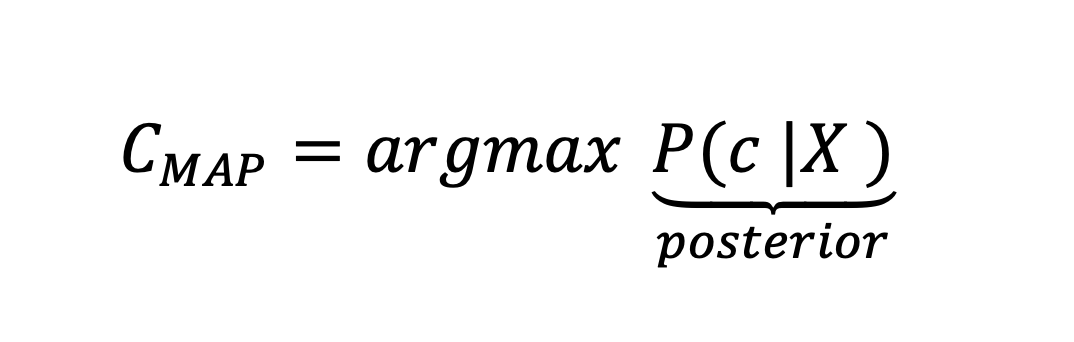 C_MAP = argmax P(c |X )
posterior